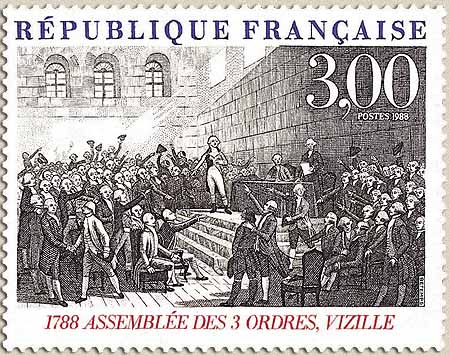 RÉPUBLIQUE FRANÇAISE
3,00
POSTES 1988
1788 ASSEMBLÉE DES 3 ORDRES, VIZILLE